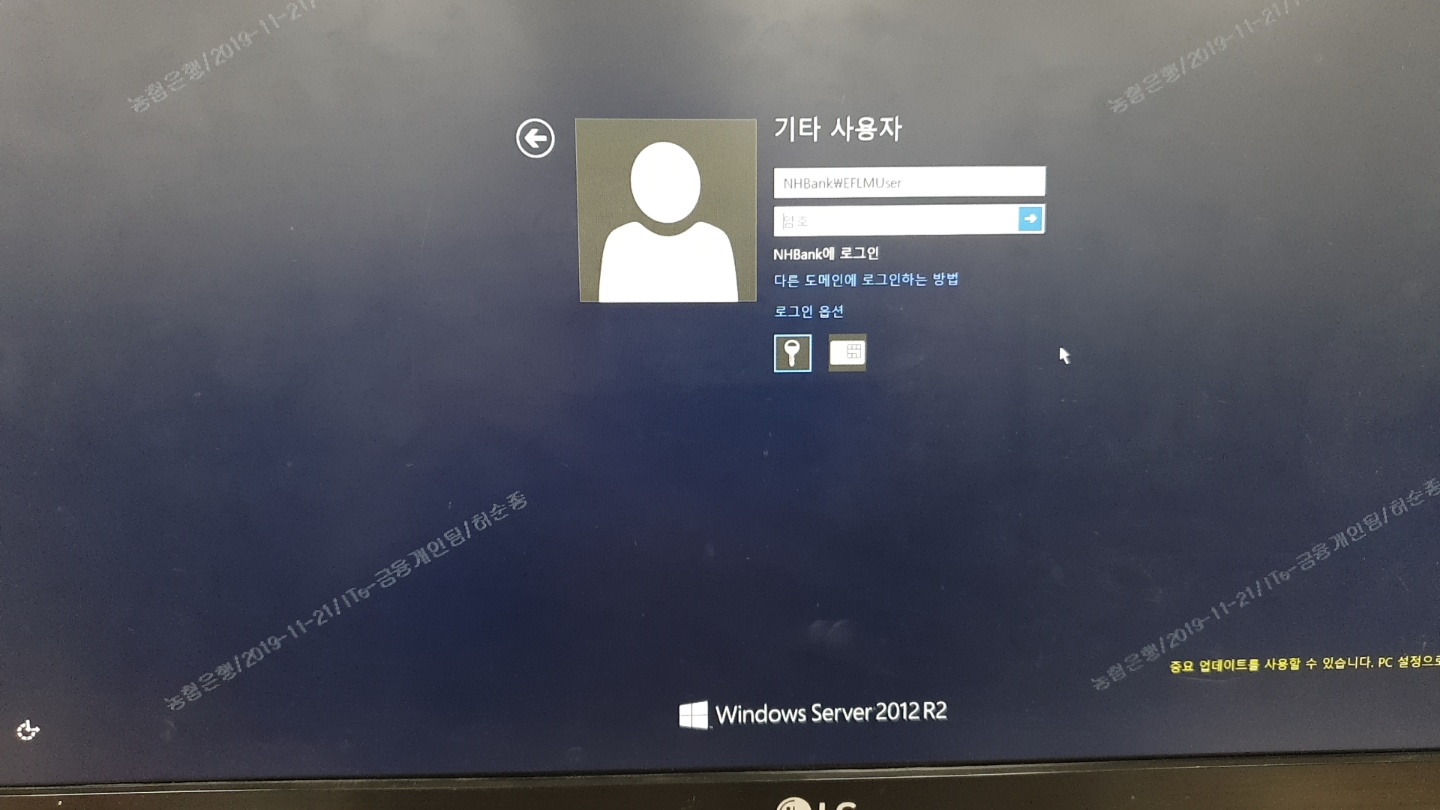 농협은행/2019-11-21/
농협은행/2019-11-21/1
기타 사용자
NHBank₩EFLMUser
암호
NHBank에 로그인
다른 도메인에 로그인하는 방법
로그인 옵션
농협은행/2019-11-21/ITe-금융개인팀/허순종
농협은행/2019-11-21/ITe-금융개인팀/허순종
중요 업데이트를 사용할 수 있습니다. PC 설정으로
Windows Server 2012 R2
LG